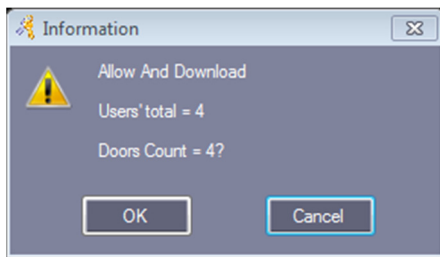 Information
Allow And Download
Users' total = 4
Doors Count = 4?
OK
Cancel